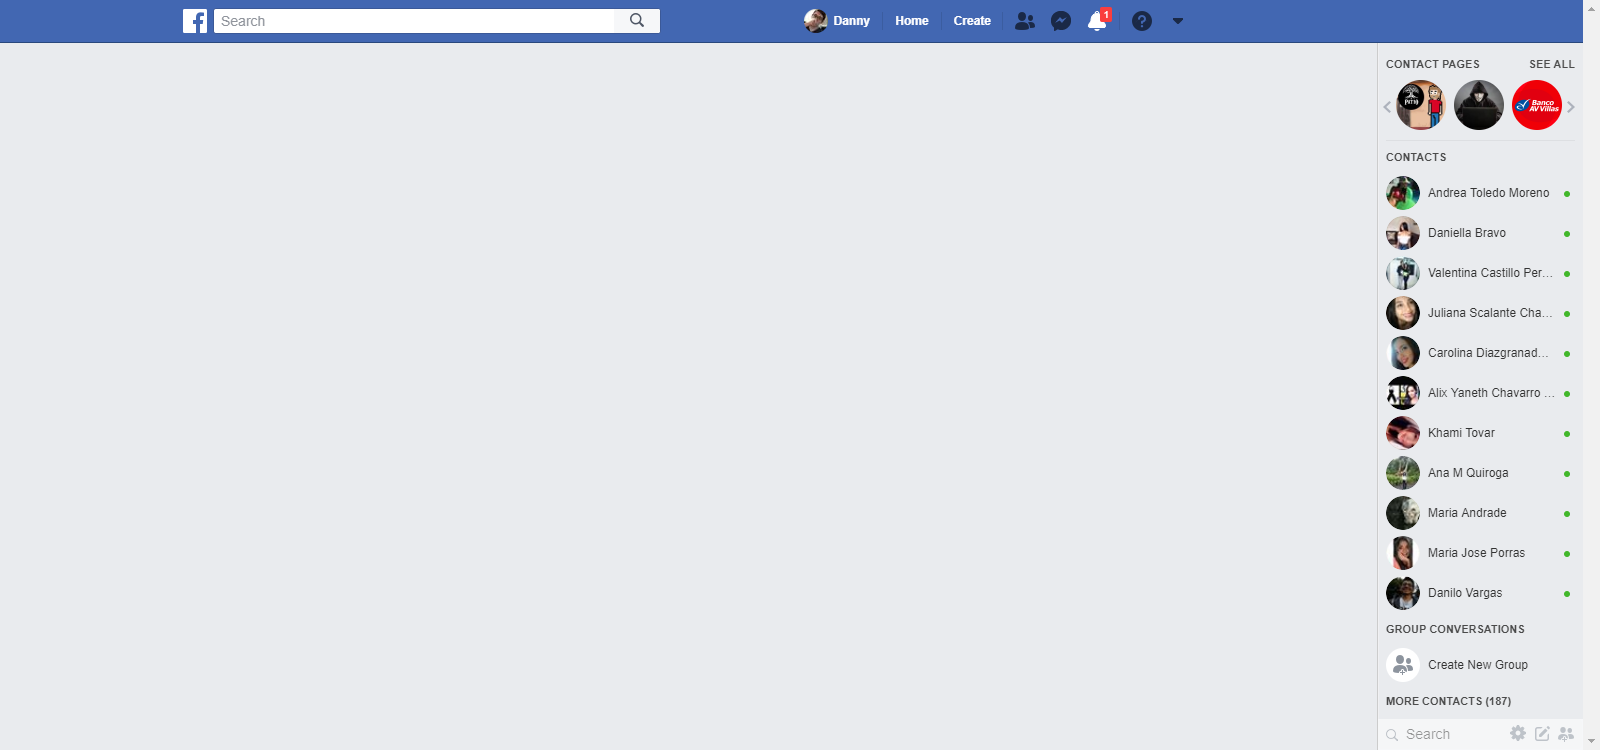 Search
Danny
Home
Create
1
CONTACT PAGES
SEE ALL
Banco
AV Villas
CONTACTS
Andrea Toledo Moreno
Daniella Bravo
Valentina Castillo Per...
Juliana Scalante Cha...
Carolina Diazgranad...
Alix Yaneth Chavarro ...
Khami Tovar
Ana M Quiroga
Maria Andrade
Maria Jose Porras
Danilo Vargas
GROUP CONVERSATIONS
Create New Group
MORE CONTACTS (187)
Search